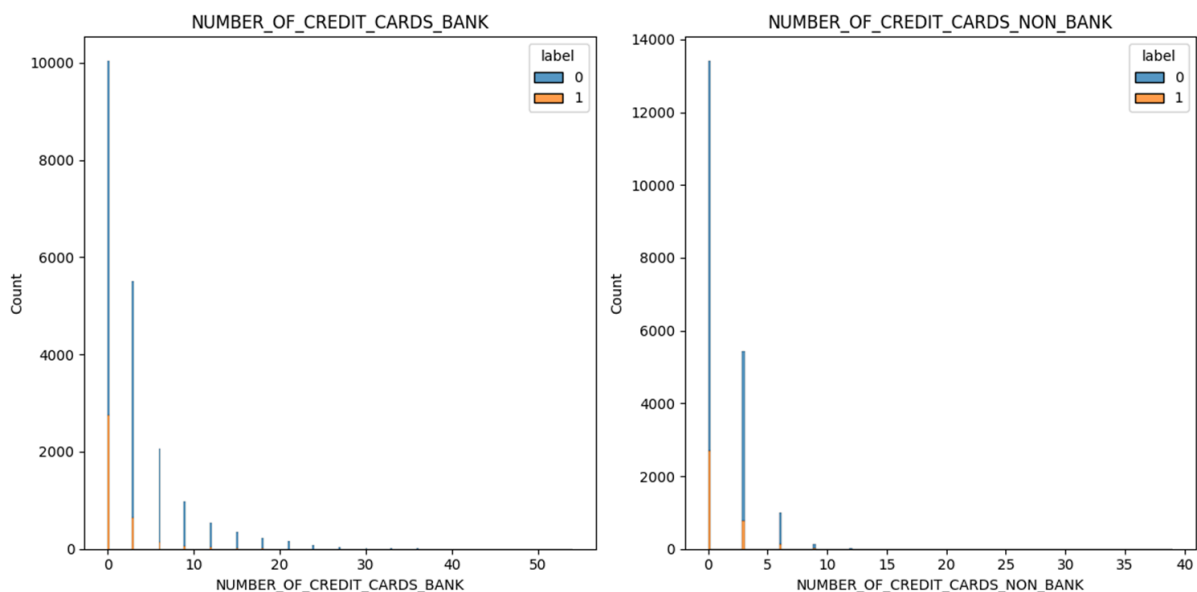 NUMBER_OF_CREDIT_CARDS_BANK
label
0
1
10000
8000
6000
4000
2000
0
Count
0 10 20 30 40 50
NUMBER_OF_CREDIT_CARDS_BANK
NUMBER_OF_CREDIT_CARDS_NON_BANK
label
0
1
14000
12000
10000
8000
6000
4000
2000
0
Count
0 5 10 15 20 25 30 35 40
NUMBER_OF_CREDIT_CARDS_NON_BANK